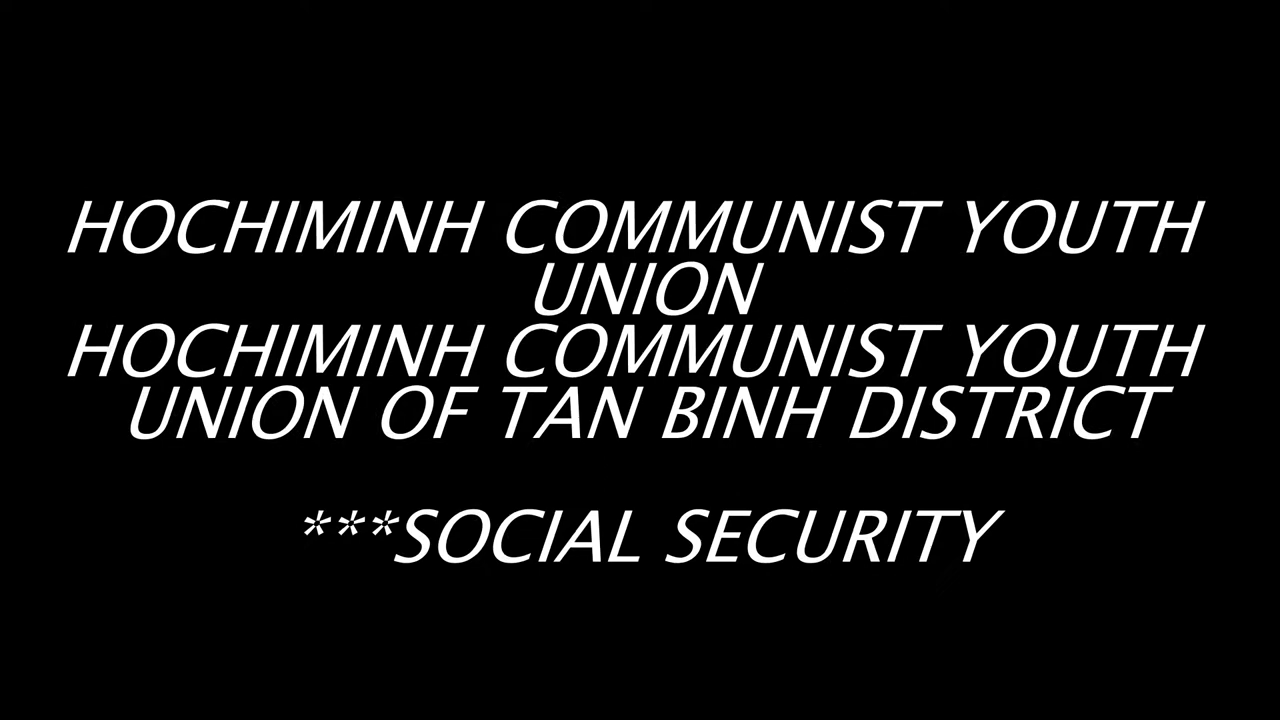 HOCHIMINH COMMUNIST YOUTH
UNION
HOCHIMINH COMMUNIST YOUTH
UNION OF TAN BINH DISTRICT
***SOCIAL SECURITY